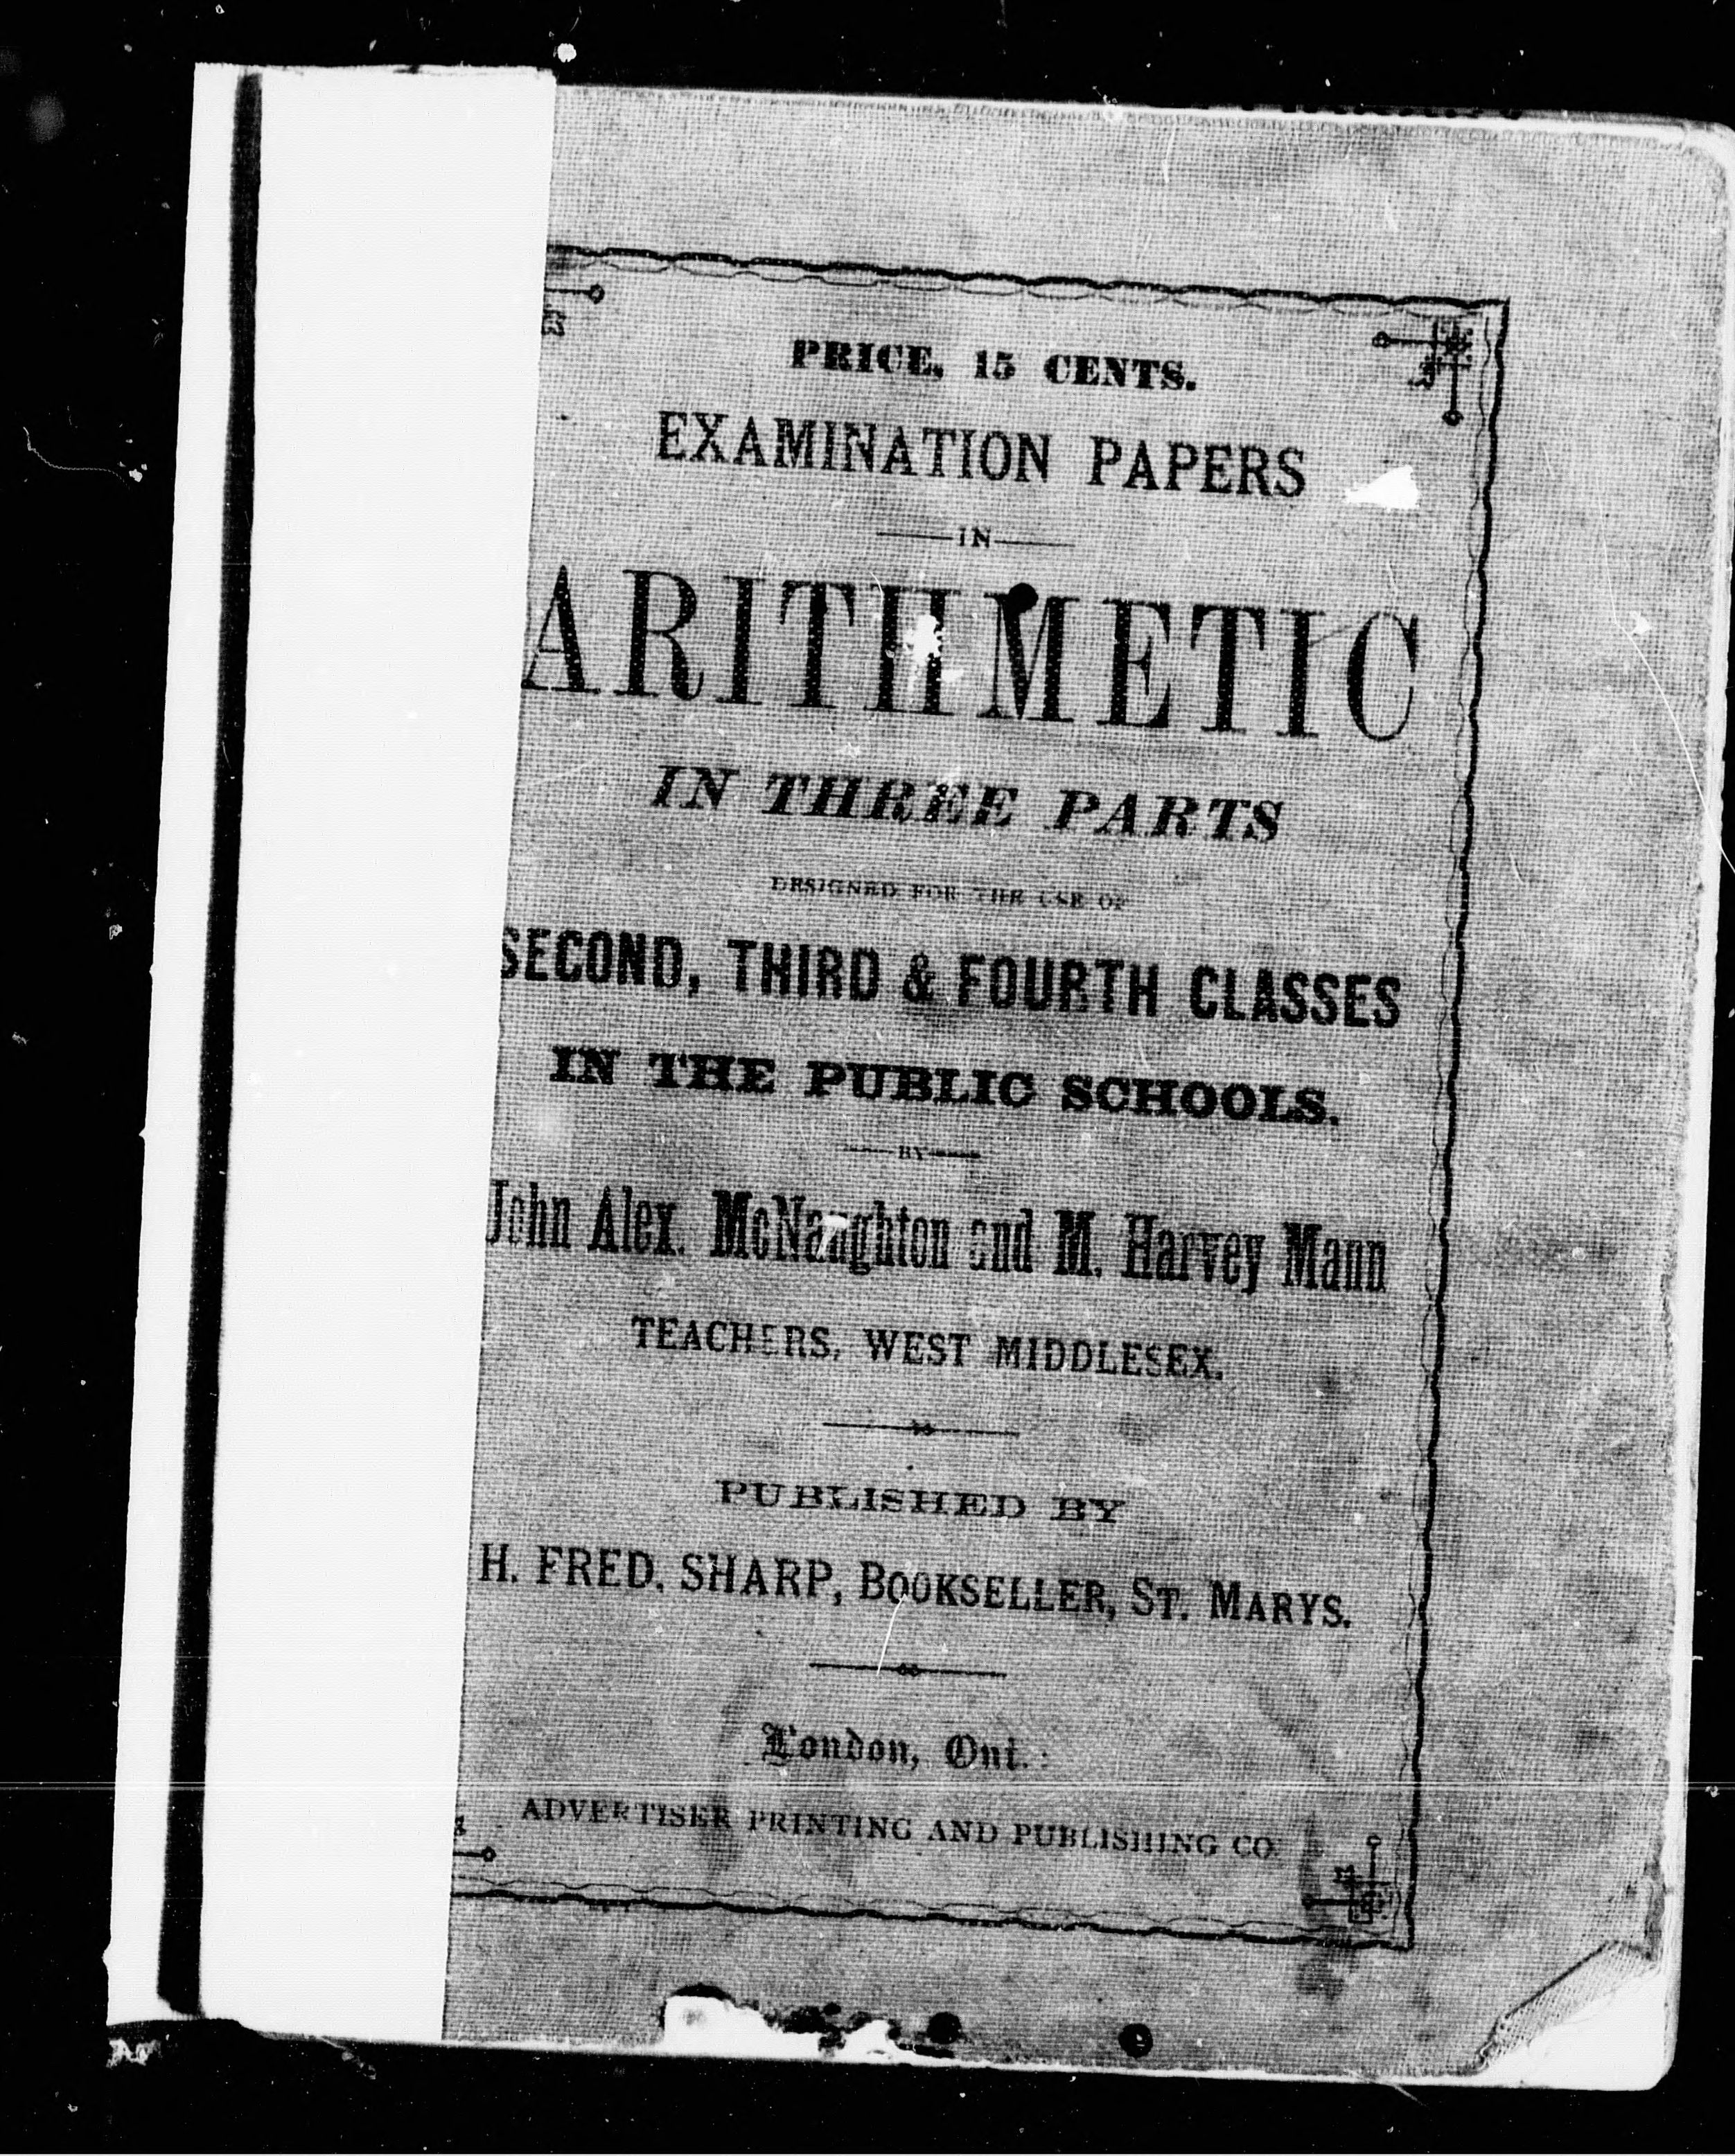 PRICE, 15 CENTS.
EXAMINATION PAPERS
IN
ARITHMETIC
IN THREE PARTS
DESIGNED FOR THE USE OF
SECOND, THIRD & FOURTH CLASSES
IN THE PUBLIC SCHOOLS.
BY
John Alex. McNaughton and M. Harvey Mann
TEACHERS, WEST MIDDLESEX.
PUBLISHED BY
H. FRED. SHARP, BOOKSELLER, ST. MARYS.
London, Ont.:
ADVERTISER PRINTING AND PUBLISHING CO.